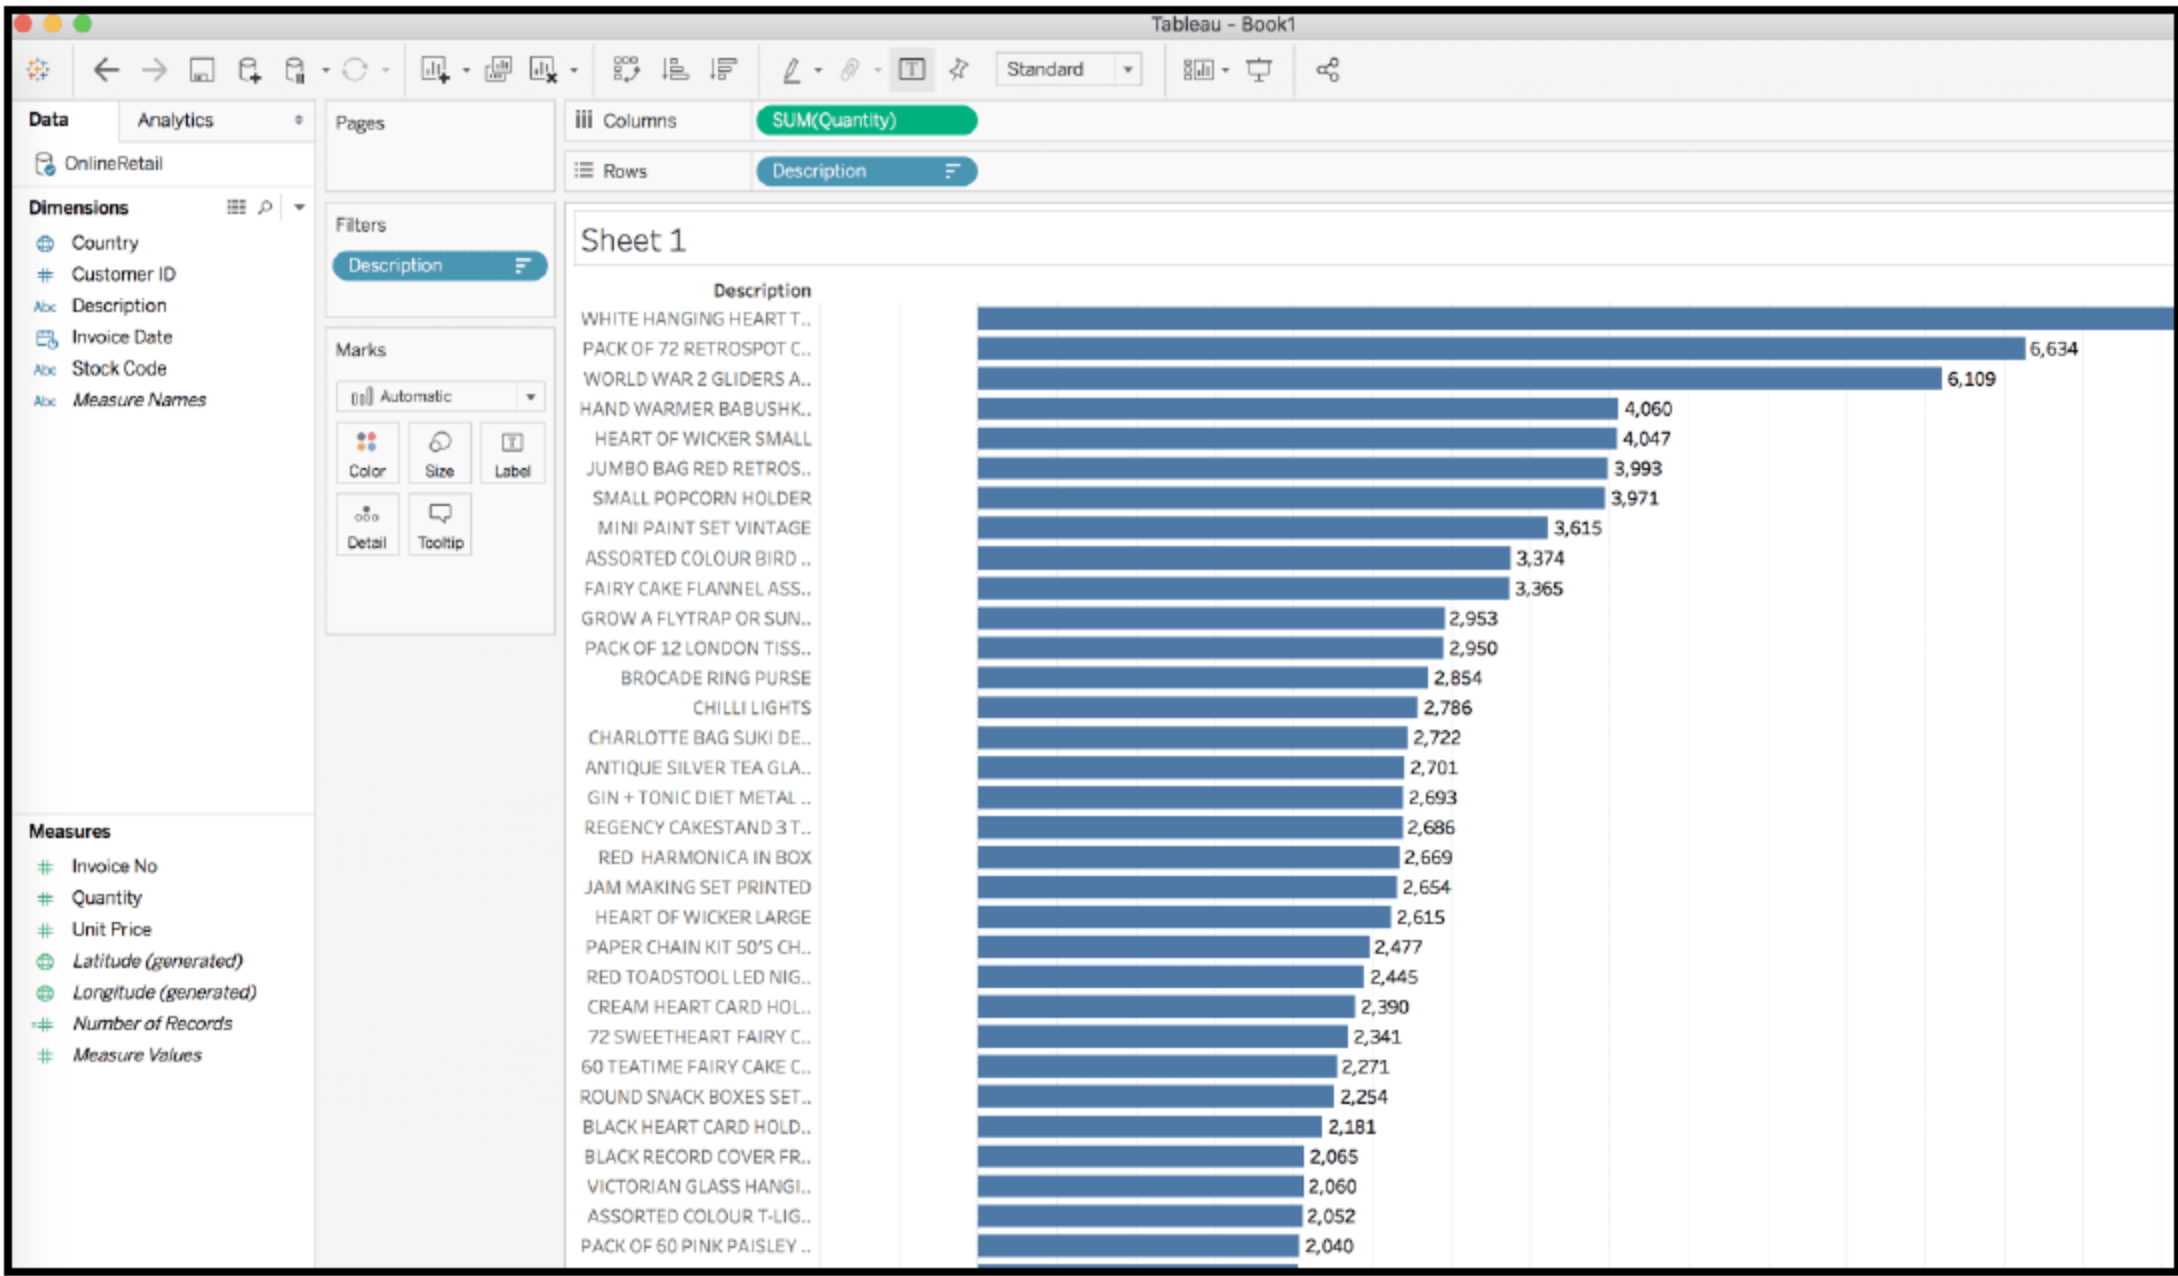 Tableau - Book1
Standard
Data
Analytics
OnlineRetail
Dimensions
Country
Customer ID
Abc Description
Invoice Date
Abc Stock Code
Abc Measure Names
Measures
Invoice No
Quantity
Unit Price
Latitude (generated)
Longitude (generated)
Number of Records
Measure Values
Pages
Filters
Description
Marks
Automatic
Color
Size
Label
Detail
Tooltip
Columns
SUM(Quantity)
Rows
Description
Sheet 1
Description
WHITE HANGING HEART T..
PACK OF 72 RETROSPOT C.. 6,634
WORLD WAR 2 GLIDERS A.. 6,109
HAND WARMER BABUSHK.. 4,060
HEART OF WICKER SMALL 4,047
JUMBO BAG RED RETROS.. 3,993
SMALL POPCORN HOLDER 3,971
MINI PAINT SET VINTAGE 3,615
ASSORTED COLOUR BIRD .. 3,374
FAIRY CAKE FLANNEL ASS.. 3,365
GROW A FLYTRAP OR SUN.. 2,953
PACK OF 12 LONDON TISS.. 2,950
BROCADE RING PURSE 2,854
CHILLI LIGHTS 2,786
CHARLOTTE BAG SUKI DE.. 2,722
ANTIQUE SILVER TEA GLA.. 2,701
GIN + TONIC DIET METAL .. 2,693
REGENCY CAKESTAND 3 T.. 2,686
RED HARMONICA IN BOX 2,669
JAM MAKING SET PRINTED 2,654
HEART OF WICKER LARGE 2,615
PAPER CHAIN KIT 50'S CH.. 2,477
RED TOADSTOOL LED NIG.. 2,445
CREAM HEART CARD HOL.. 2,390
72 SWEETHEART FAIRY C.. 2,341
60 TEATIME FAIRY CAKE C.. 2,271
ROUND SNACK BOXES SET.. 2,254
BLACK HEART CARD HOLD.. 2,181
BLACK RECORD COVER FR.. 2,065
VICTORIAN GLASS HANGI.. 2,060
ASSORTED COLOUR T-LIG.. 2,052
PACK OF 60 PINK PAISLEY .. 2,040